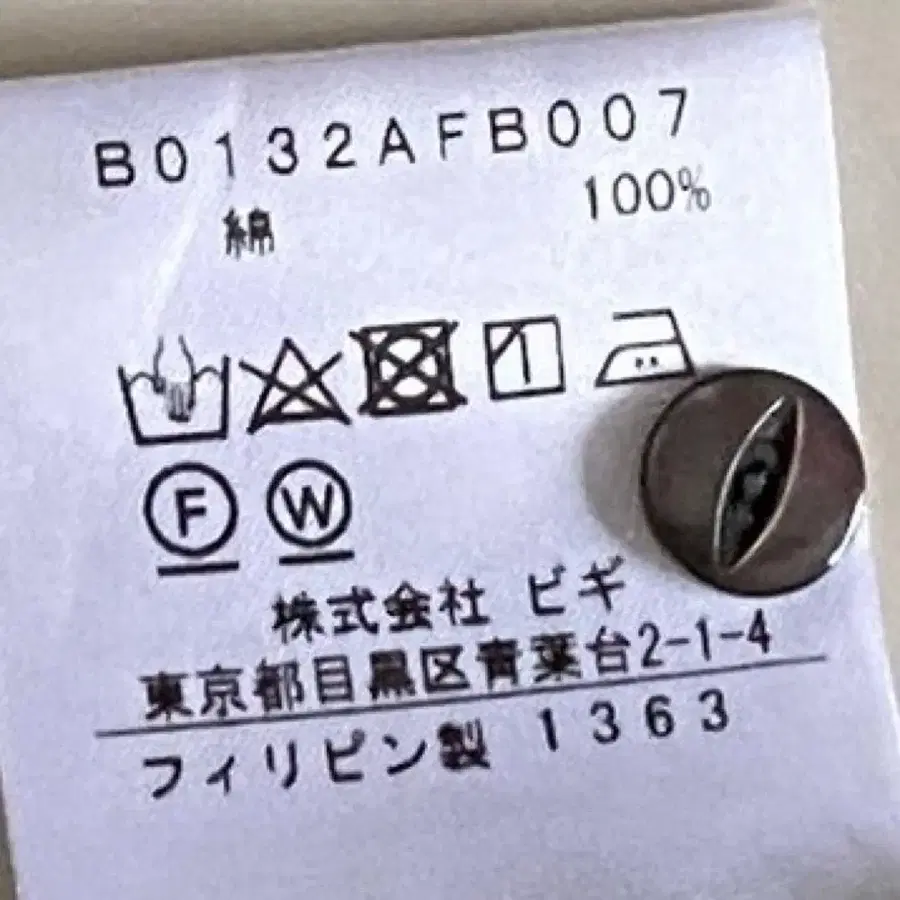 B0132AFB007
綿 100%
F W
株式会社 ビギ
東京都目黒区青葉台2-1-4
フィリピン製 1363